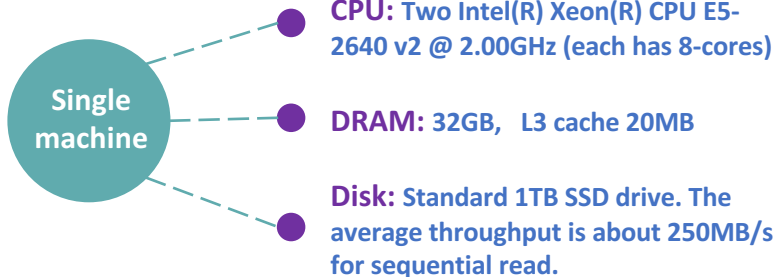 Single
machine
CPU: Two Intel(R) Xeon(R) CPU E5-
2640 v2 @ 2.00GHz (each has 8-cores)
DRAM: 32GB, L3 cache 20MB
Disk: Standard 1TB SSD drive. The
average throughput is about 250MB/s
for sequential read.